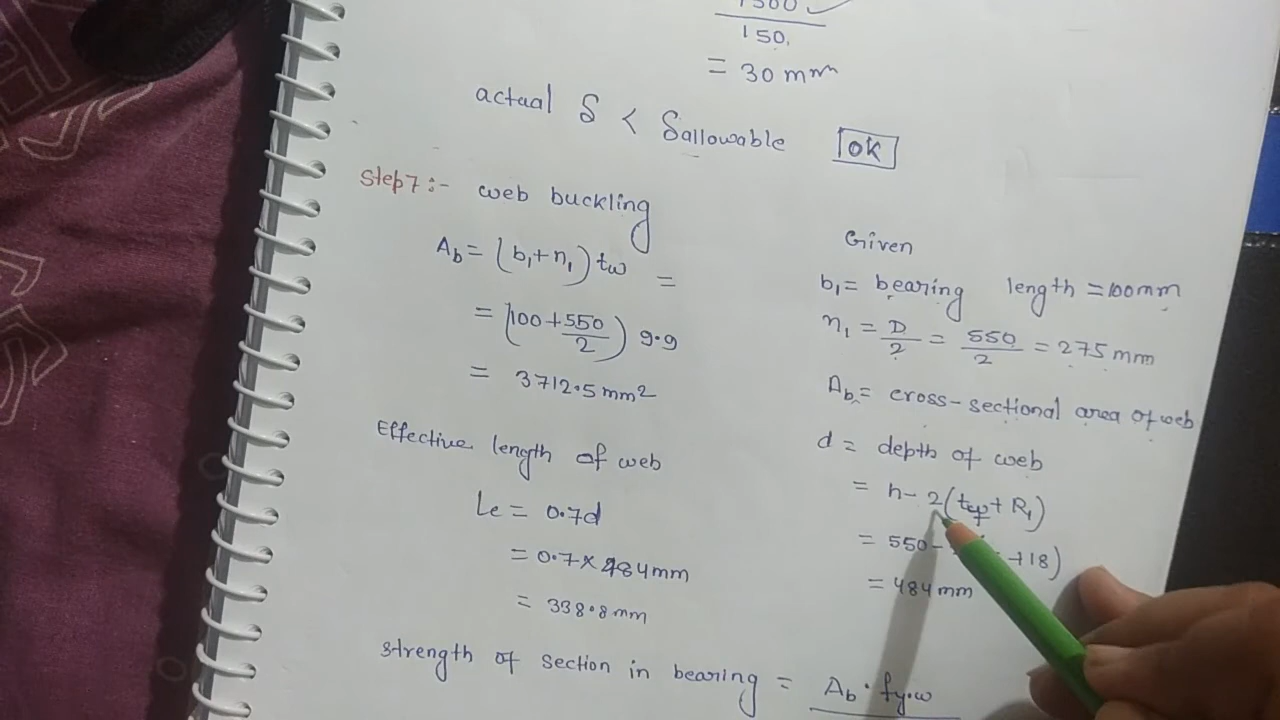 150
= 30 mm
actual δ < δallowable OK
Step7:- web buckling
Ab = (b1+n1) tw =
= (100+550/2) 9.9
= 3712.5 mm2
Effective length of web
Le = 0.7d
= 0.7 x 484 mm
= 338.8 mm
Given
b1 = bearing length = 100mm
n1 = D/2 = 550/2 = 275 mm
Ab = cross-sectional area of web
d = depth of web
= h- 2(tf + R1)
= 550- +18)
= 484 mm
strength of section in bearing = Ab . fy.w